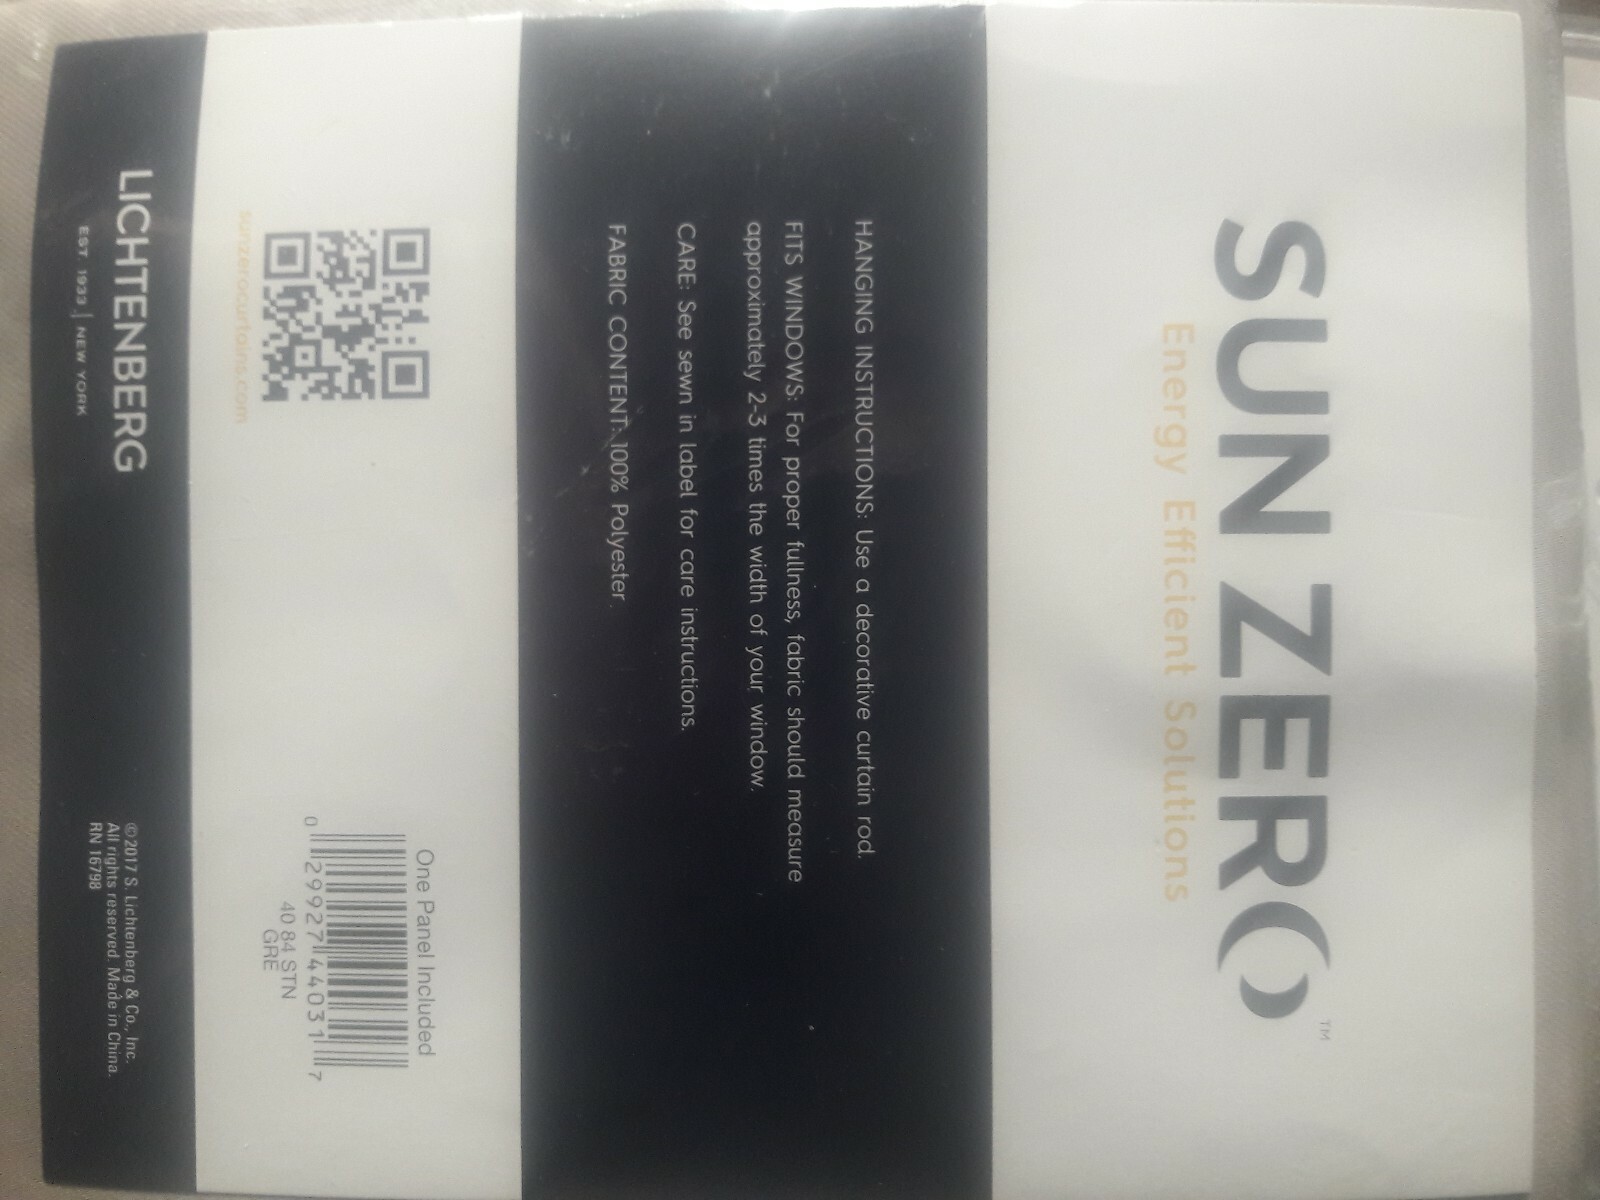 SUN ZERO™
Energy Efficient Solutions
HANGING INSTRUCTIONS: Use a decorative curtain rod.
FITS WINDOWS: For proper fullness, fabric should measure
approximately 2-3 times the width of your window.
CARE: See sewn in label for care instructions.
FABRIC CONTENT: 100% Polyester.
sunzerocurtains.com
One Panel Included
0 29927 44031 7
40 84 STN
GRE
LICHTENBERG
EST. 1933 | NEW YORK
©2017 S. Lichtenberg & Co., Inc.
All rights reserved. Made in China.
RN 16798